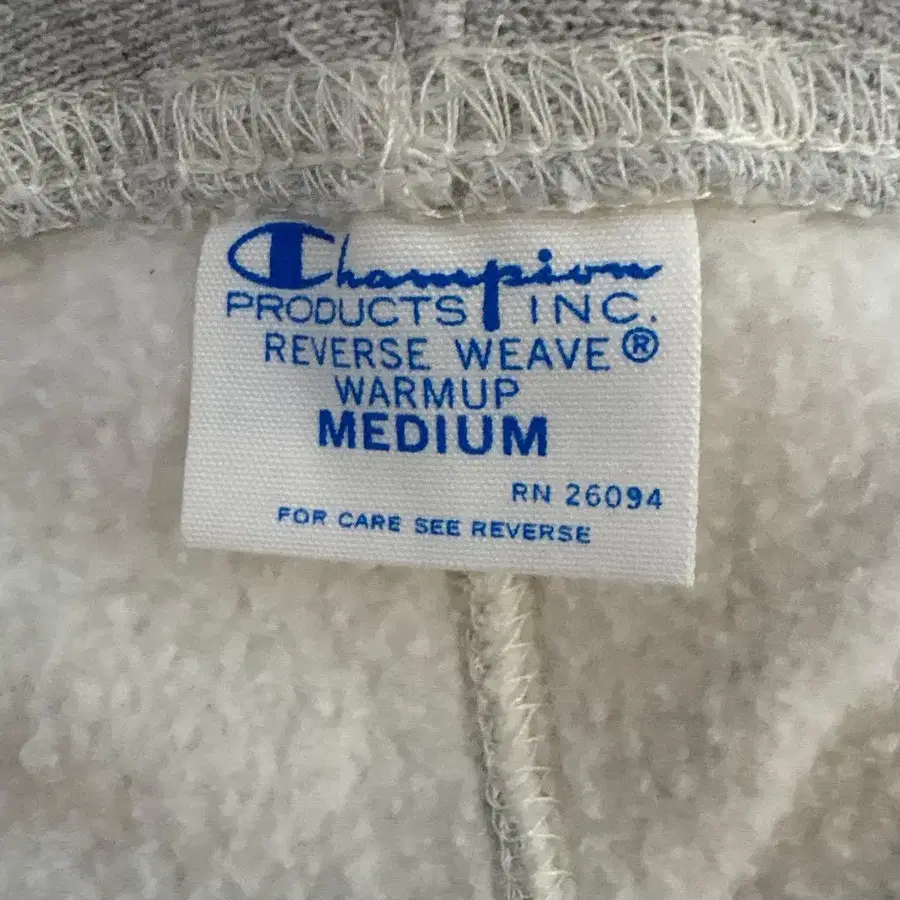 Champion
PRODUCTS INC.
REVERSE WEAVE®
WARMUP
MEDIUM
RN 26094
FOR CARE SEE REVERSE